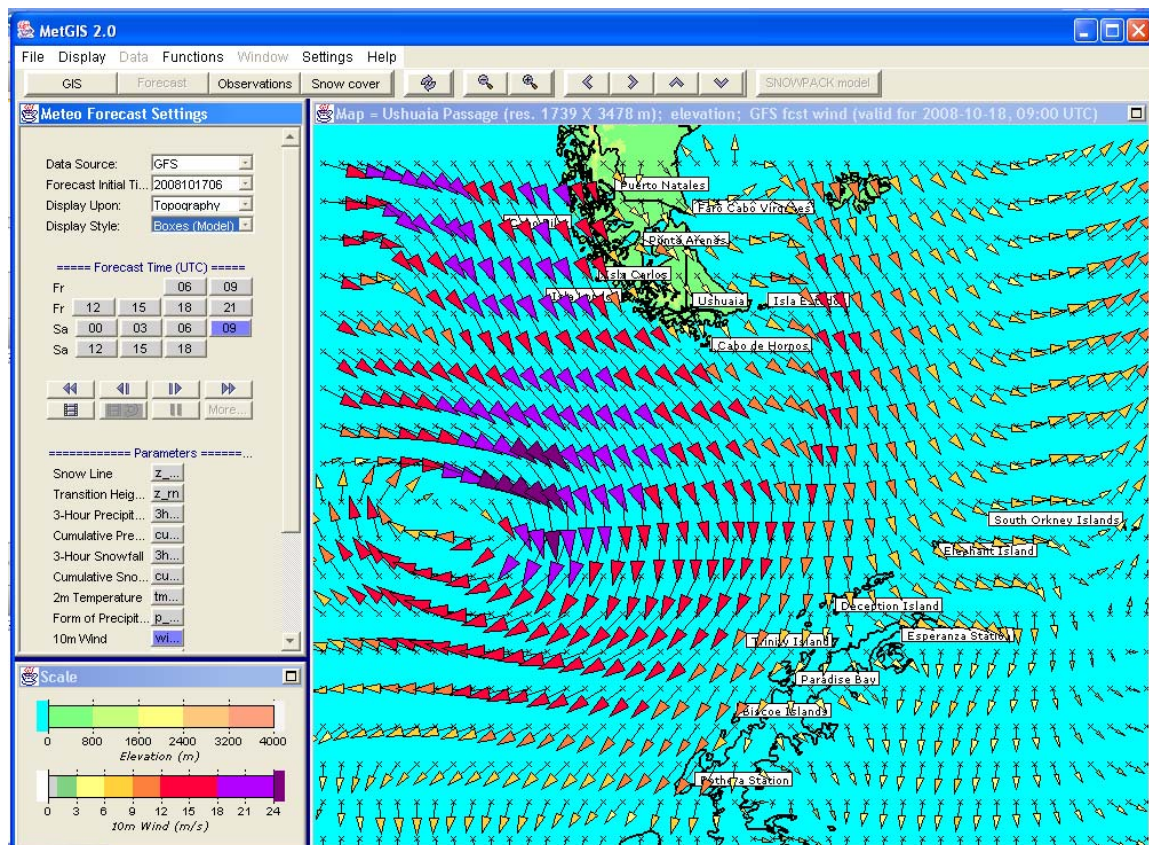 MetGIS 2.0
File Display Data Functions Window Settings Help
GIS Forecast Observations Snow cover SNOWPACK model
Meteo Forecast Settings
Data Source: GFS
Forecast Initial Ti... 2008101706
Display Upon: Topography
Display Style: Boxes (Model)
===== Forecast Time (UTC) =====
Fr 06 09
Fr 12 15 18 21
Sa 00 03 06 09
Sa 12 15 18
More...
============ Parameters ======...
Snow Line z_...
Transition Heig... z_rn
3-Hour Precipit... 3h...
Cumulative Pre... cu...
3-Hour Snowfall 3h...
Cumulative Sno... cu...
2m Temperature tm...
Form of Precipit... p_...
10m Wind wi...
Scale
0 800 1600 2400 3200 4000
Elevation (m)
0 3 6 9 12 15 18 21 24
10m Wind (m/s)
Map = Ushuaia Passage (res. 1739 X 3478 m); elevation; GFS fcst wind (valid for 2008-10-18, 09:00 UTC)
Puerto Natales
Faro Cabo Virgenes
Punta Arenas
Isla Carlos
Ushuaia
Isla Estados
Cabo de Hornos
South Orkney Islands
Elephant Island
Deception Island
Esperanza Station
Trinity Island
Paradise Bay
Biscoe Islands
Rothera Station